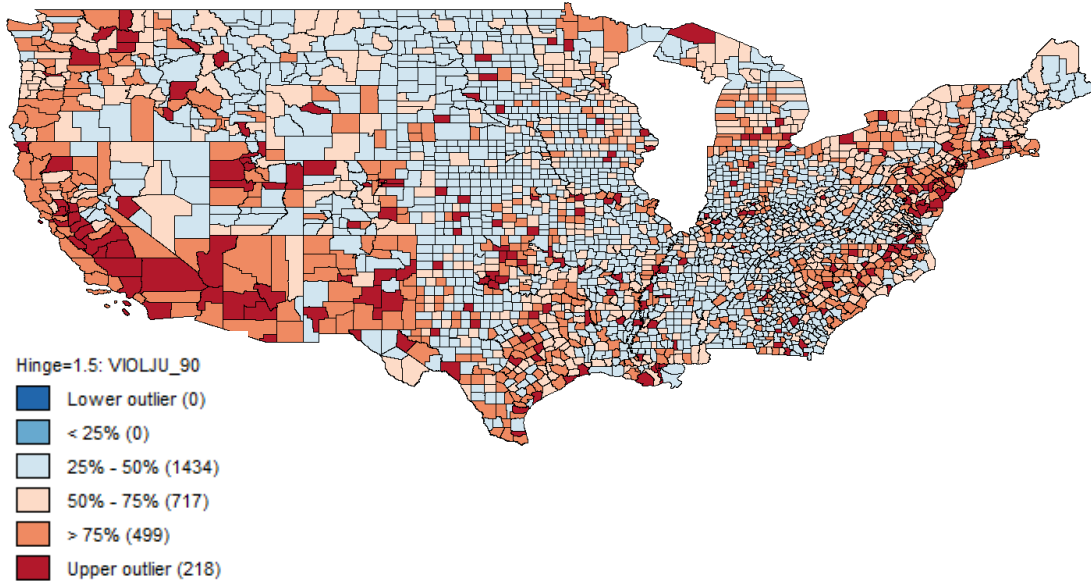 Hinge=1.5: VIOLJU_90
Lower outlier (0)
< 25% (0)
25% - 50% (1434)
50% - 75% (717)
> 75% (499)
Upper outlier (218)